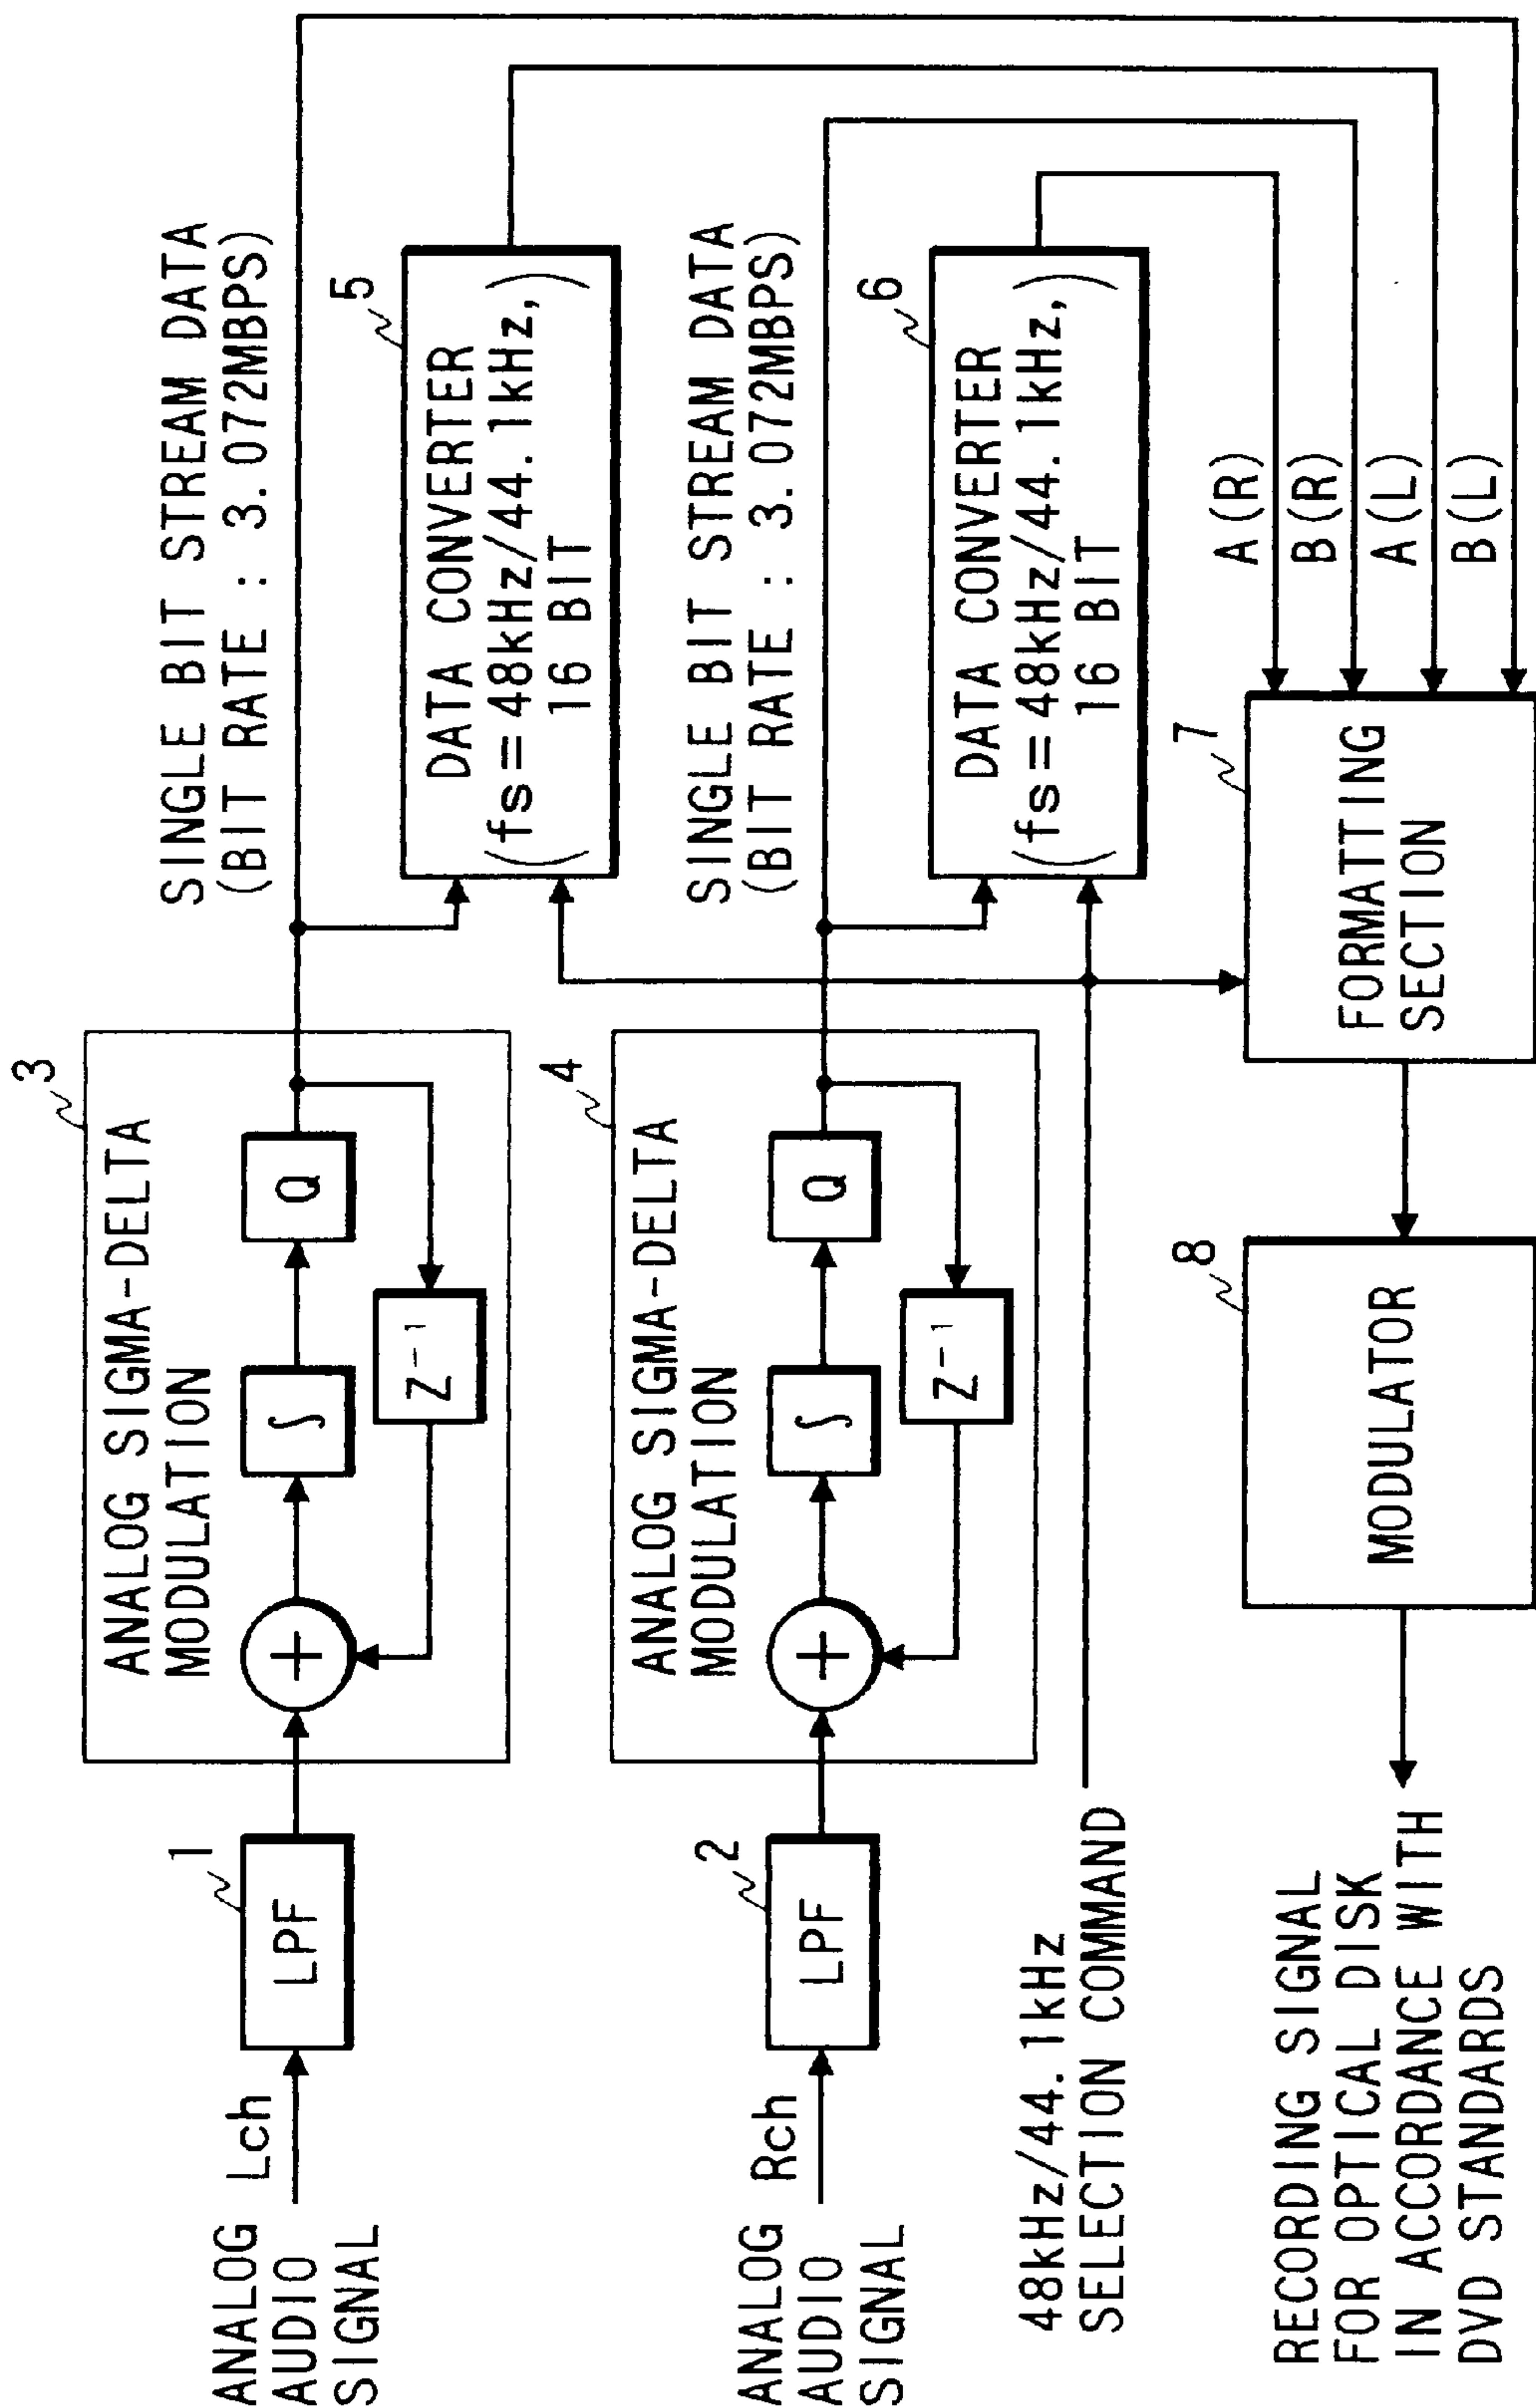 ANALOG
AUDIO
SIGNAL
Lch
1
LPF
3
ANALOG SIGMA-DELTA
MODULATION
+
∫
Q
Z⁻¹
SINGLE BIT STREAM DATA
(BIT RATE : 3.072MBPS)
5
DATA CONVERTER
(fs=48kHz/44.1kHz,
16 BIT)
ANALOG
AUDIO
SIGNAL
Rch
2
LPF
4
ANALOG SIGMA-DELTA
MODULATION
+
∫
Q
Z⁻¹
SINGLE BIT STREAM DATA
(BIT RATE : 3.072MBPS)
6
DATA CONVERTER
(fs=48kHz/44.1kHz,
16 BIT)
48kHz/44.1kHz
SELECTION COMMAND
A(R)
B(R)
A(L)
B(L)
7
FORMATTING
SECTION
8
MODULATOR
RECORDING SIGNAL
FOR OPTICAL DISK
IN ACCORDANCE WITH
DVD STANDARDS